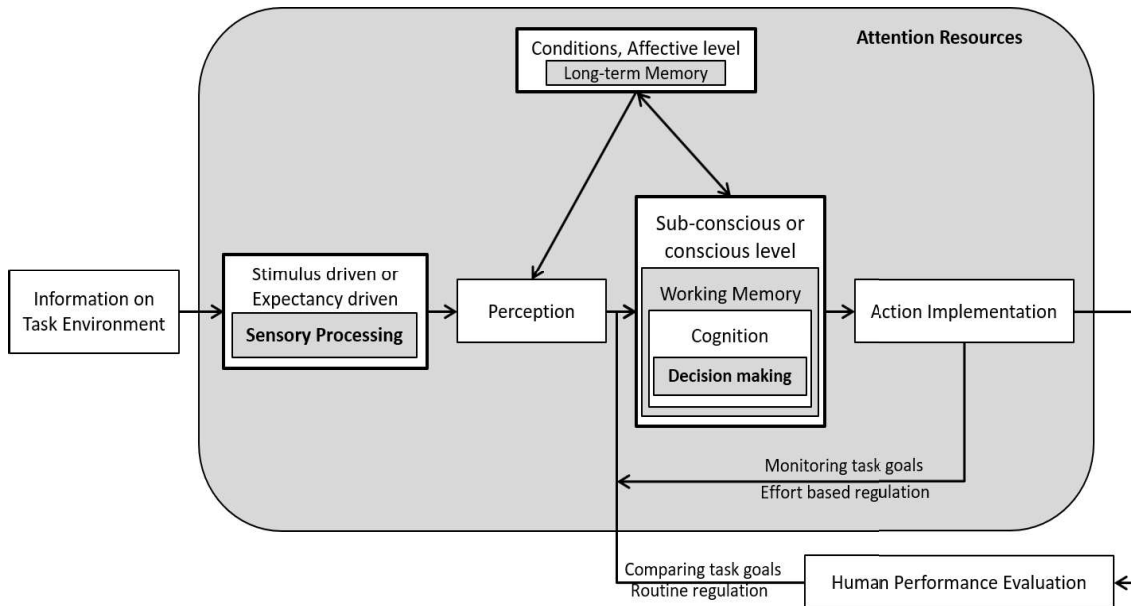 Attention Resources
Conditions, Affective level
Long-term Memory
Sub-conscious or
conscious level
Working Memory
Cognition
Decision making
Information on
Task Environment
Stimulus driven or
Expectancy driven
Sensory Processing
Perception
Action Implementation
Monitoring task goals
Effort based regulation
Comparing task goals
Routine regulation
Human Performance Evaluation